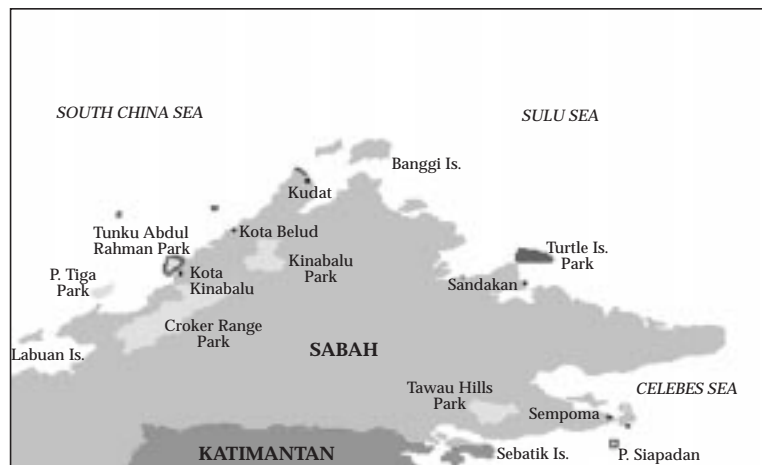 SOUTH CHINA SEA
SULU SEA
Banggi Is.
Kudat
Tunku Abdul
Rahman Park
Kota Belud
Turtle Is.
Park
Kinabalu
Park
P. Tiga
Park
Kota
Kinabalu
Sandakan
Croker Range
Park
Labuan Is.
SABAH
Tawau Hills
Park
CELEBES SEA
Sempoma
KATIMANTAN
Sebatik Is.
P. Siapadan